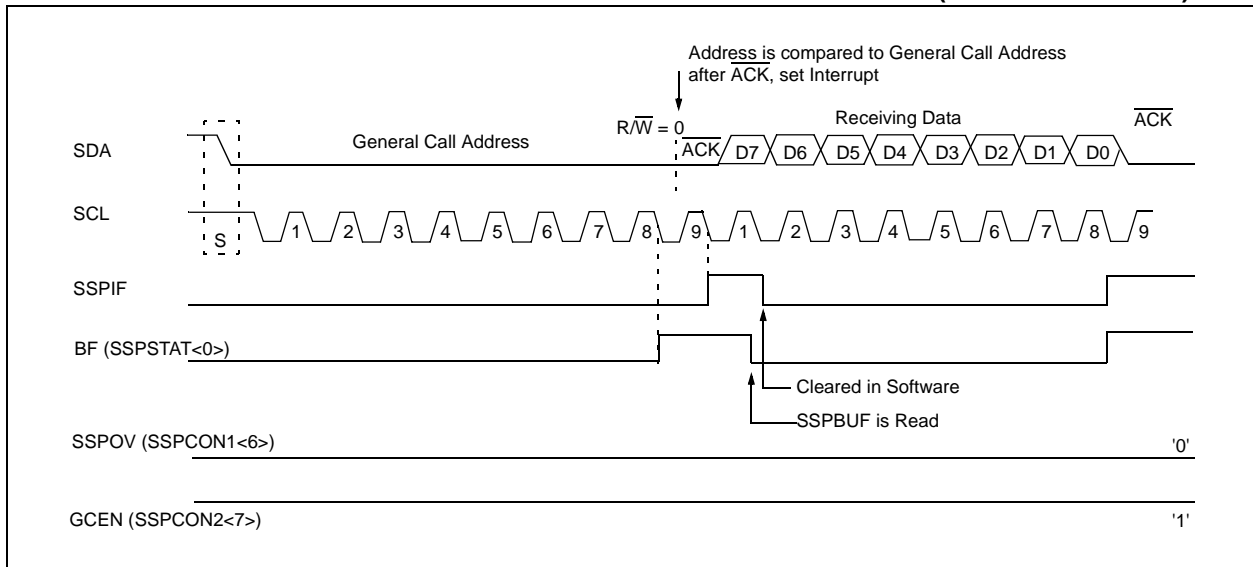 Address is compared to General Call Address
after ACK, set Interrupt
R/W = 0
Receiving Data
ACK
SDA
General Call Address
ACK
D7 D6 D5 D4 D3 D2 D1 D0
SCL
S
1 2 3 4 5 6 7 8 9 1 2 3 4 5 6 7 8 9
SSPIF
BF (SSPSTAT<0>)
Cleared in Software
SSPBUF is Read
SSPOV (SSPCON1<6>)
'0'
GCEN (SSPCON2<7>)
'1'